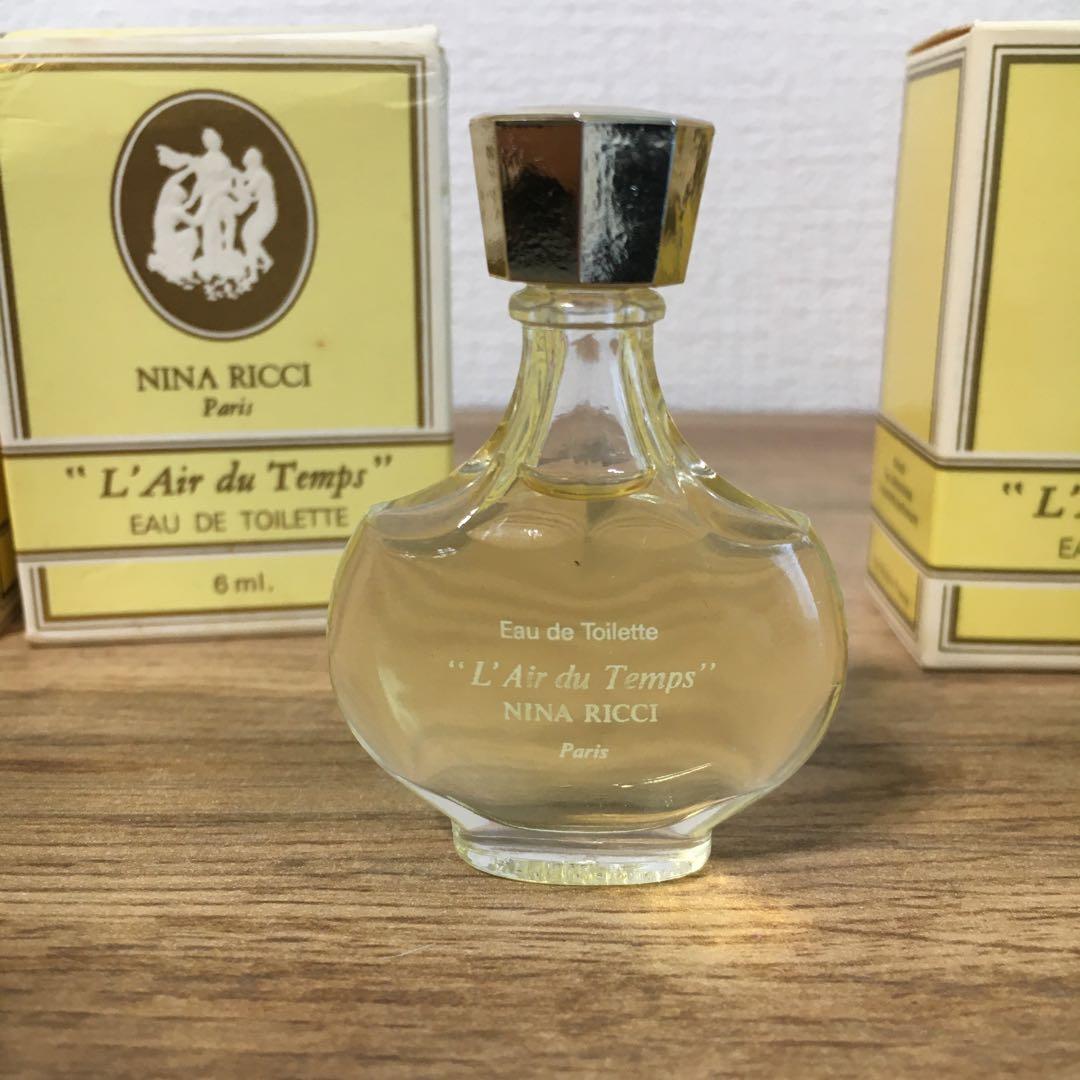 NINA RICCI
Paris
"L'Air du Temps"
EAU DE TOILETTE
6 ml.
Eau de Toilette
"L'Air du Temps"
NINA RICCI
Paris
"L'
EA